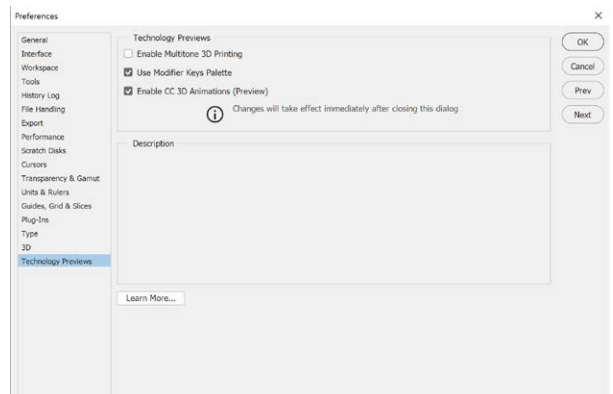 Preferences
General
Interface
Workspace
Tools
History Log
File Handling
Export
Performance
Scratch Disks
Cursors
Transparency & Gamut
Units & Rulers
Guides, Grid & Slices
Plug-Ins
Type
3D
Technology Previews
Technology Previews
Enable Multitone 3D Printing
Use Modifier Keys Palette
Enable CC 3D Animations (Preview)
Changes will take effect immediately after closing this dialog
Description
Learn More...
OK
Cancel
Prev
Next